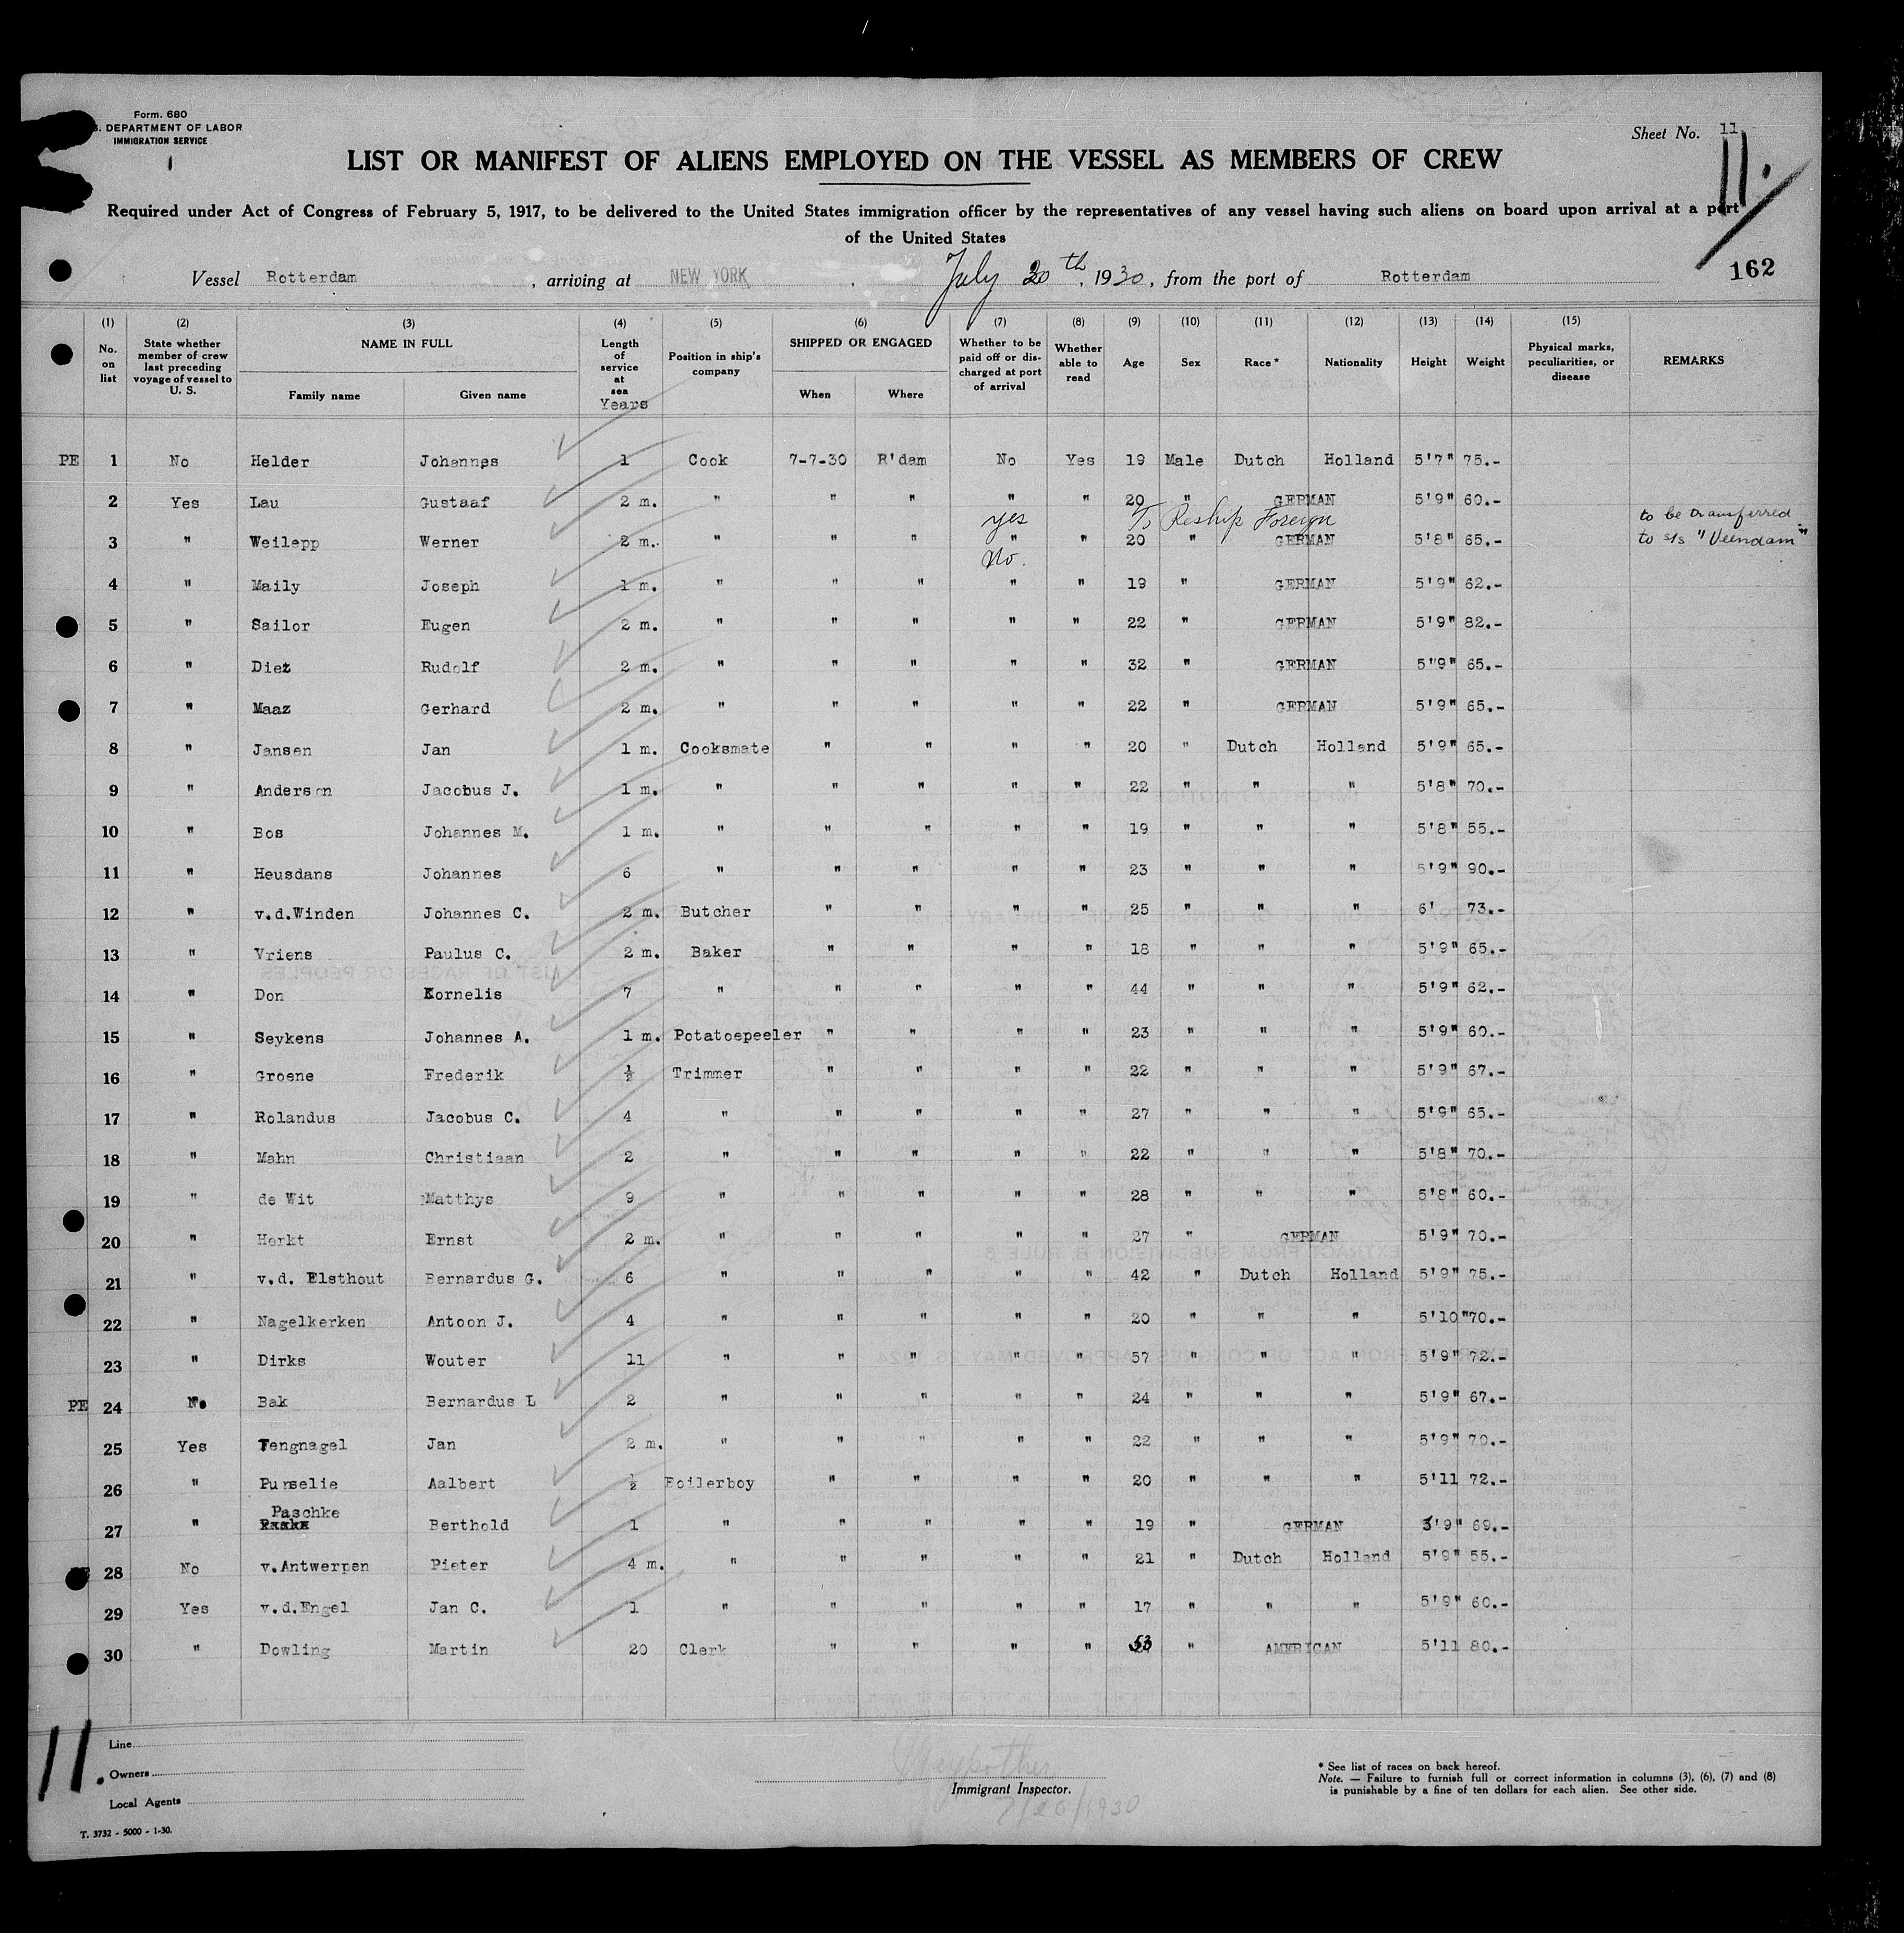 Form. 680
S. DEPARTMENT OF LABOR
IMMIGRATION SERVICE
Sheet No. 11
11.
LIST OR MANIFEST OF ALIENS EMPLOYED ON THE VESSEL AS MEMBERS OF CREW
Required under Act of Congress of February 5, 1917, to be delivered to the United States immigration officer by the representatives of any vessel having such aliens on board upon arrival at a port
of the United States
162
Vessel Rotterdam, arriving at NEW YORK, July 20th, 1930, from the port of Rotterdam
(1) No. on list (2) State whether member of crew last preceding voyage of vessel to U. S. (3) NAME IN FULL Family name Given name (4) Length of service at sea Years (5) Position in ship's company (6) SHIPPED OR ENGAGED When Where (7) Whether to be paid off or discharged at port of arrival (8) Whether able to read (9) Age (10) Sex (11) Race* (12) Nationality (13) Height (14) Weight (15) Physical marks, peculiarities, or disease REMARKS
PE 1 No Helder Johannes 1 Cook 7-7-30 R'dam No Yes 19 Male Dutch Holland 5'7" 75.-
2 Yes Lau Gustaaf 2 m. " " " " " 20 " GERMAN 5'9" 60.-
yes T/S Reship Foreign to be transferred
3 " Weilepp Werner 2 m. " " " " " 20 " GERMAN 5'8" 65.- to s/s "Veendam"
No.
4 " Maily Joseph 1 m. " " " " " 19 " GERMAN 5'9" 62.-
5 " Sailor Eugen 2 m. " " " " " 22 " GERMAN 5'9" 82.-
6 " Diez Rudolf 2 m. " " " " " 32 " GERMAN 5"9" 65.-
7 " Maaz Gerhard 2 m. " " " " " 22 " GERMAN 5'9" 65.-
8 " Jansen Jan 1 m. Cooksmate " " " " 20 " Dutch Holland 5'9" 65.-
9 " Anderson Jacobus J. 1 m. " " " " " 22 " " " 5'8" 70.-
10 " Bos Johannes M. 1 m. " " " " " 19 " " " 5'8" 55.-
11 " Heusdans Johannes 6 " " " " " 23 " " " 5'9" 90.-
12 " v.d.Winden Johannes C. 2 m. Butcher " " " " 25 " " " 6' 73.-
13 " Vriens Paulus C. 2 m. Baker " " " " 18 " " " 5'9" 65.-
14 " Don Kornelis 7 " " " " " 44 " " " 5'9" 62.-
15 " Seykens Johannes A. 1 m. Potatoepeeler " " " " 23 " " " 5'9" 60.-
16 " Groene Frederik ½ Trimmer " " " " 22 " " " 5'9" 67.-
17 " Rolandus Jacobus C. 4 " " " " " 27 " " " 5'9" 65.-
18 " Mahn Christiaan 2 " " " " " 22 " " " 5'8" 70.-
19 " de Wit Matthys 9 " " " " " 28 " " " 5'8" 60.-
20 " Herkt Ernst 2 m. " " " " " 27 " GERMAN 5'9" 70.-
21 " v.d. Elsthout Bernardus G. 6 " " " " " 42 " Dutch Holland 5'9" 75.-
22 " Nagelkerken Antoon J. 4 " " " " " 20 " " " 5'10" 70.-
23 " Dirks Wouter 11 " " " " " 57 " " " 5'9" 72.-
PE 24 No Bak Bernardus L 2 " " " " " 24 " " " 5'9" 67.-
25 Yes Tengnagel Jan 2 m. " " " " " 22 " " " 5'9" 70.-
26 " Purselie Aalbert ½ Boilerboy " " " " 20 " " " 5'11 72.-
Paschke
27 " Berthold 1 " " " " " 19 " GERMAN 3'9" 69.-
28 No v.Antwerpen Pieter 4 m. " " " " " 21 " Dutch Holland 5'9" 55.-
29 Yes v.d.Engel Jan C. 1 " " " " " 17 " " " 5'9" 60.-
30 " Dowling Martin 20 Clerk " " " " 53 " AMERICAN 5'11 80.-
11.
Line
Owners
Local Agents
T. 3732 - 5000 - 1-30.
Immigrant Inspector.
7/20/1930
* See list of races on back hereof.
Note. — Failure to furnish full or correct information in columns (3), (6), (7) and (8)
is punishable by a fine of ten dollars for each alien. See other side.